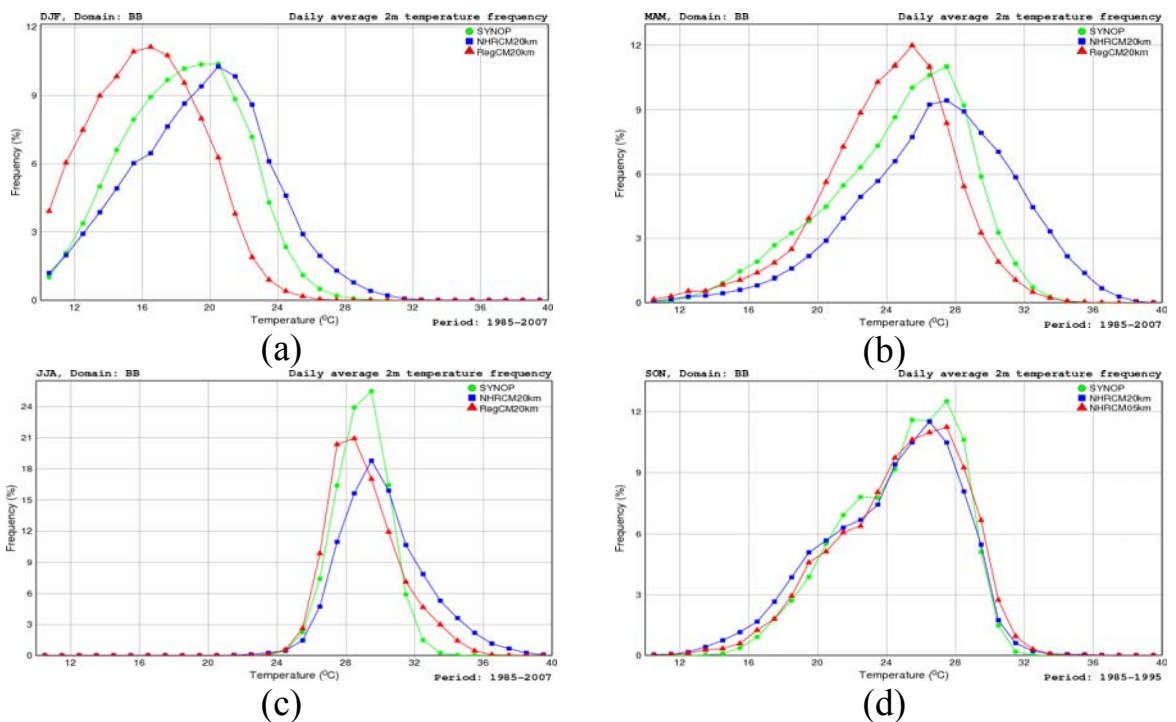 DJF, Domain: BB Daily average 2m temperature frequency
12
9
6
3
0
Frequency (%)
SYNOP
NHRCM20km
RegCM20km
12 16 20 24 28 32 36 40
Temperature (⁰C)
Period: 1985-2007
(a)
MAM, Domain: BB Daily average 2m temperature frequency
12
9
6
3
0
Frequency (%)
SYNOP
NHRCM20km
RegCM20km
12 16 20 24 28 32 36 40
Temperature (⁰C)
Period: 1985-2007
(b)
JJA, Domain: BB Daily average 2m temperature frequency
24
21
18
15
12
9
6
3
0
Frequency (%)
SYNOP
NHRCM20km
RegCM20km
12 16 20 24 28 32 36 40
Temperature (⁰C)
Period: 1985-2007
(c)
SON, Domain: BB Daily average 2m temperature frequency
12
9
6
3
0
Frequency (%)
SYNOP
NHRCM20km
NHRCM05km
12 16 20 24 28 32 36 40
Temperature (⁰C)
Period: 1985-1995
(d)